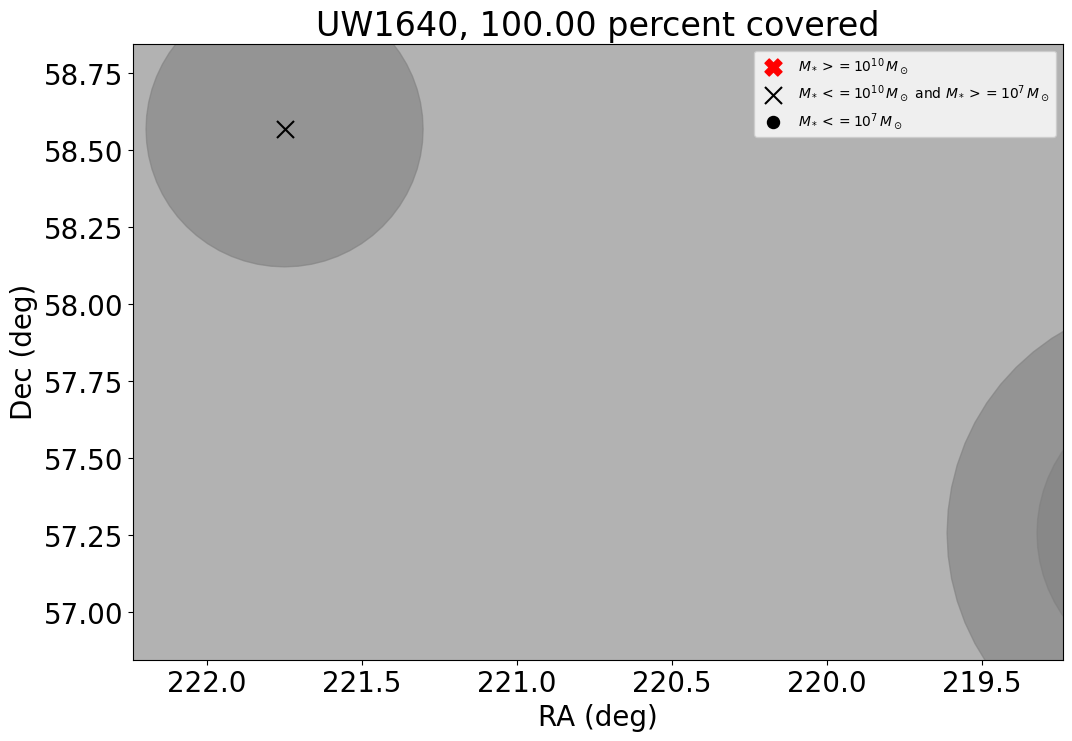 UW1640, 100.00 percent covered
M* >= 10^10 M⊙
M* <= 10^10 M⊙ and M* >= 10^7 M⊙
M* <= 10^7 M⊙
Dec (deg)
58.75
58.50
58.25
58.00
57.75
57.50
57.25
57.00
222.0 221.5 221.0 220.5 220.0 219.5
RA (deg)